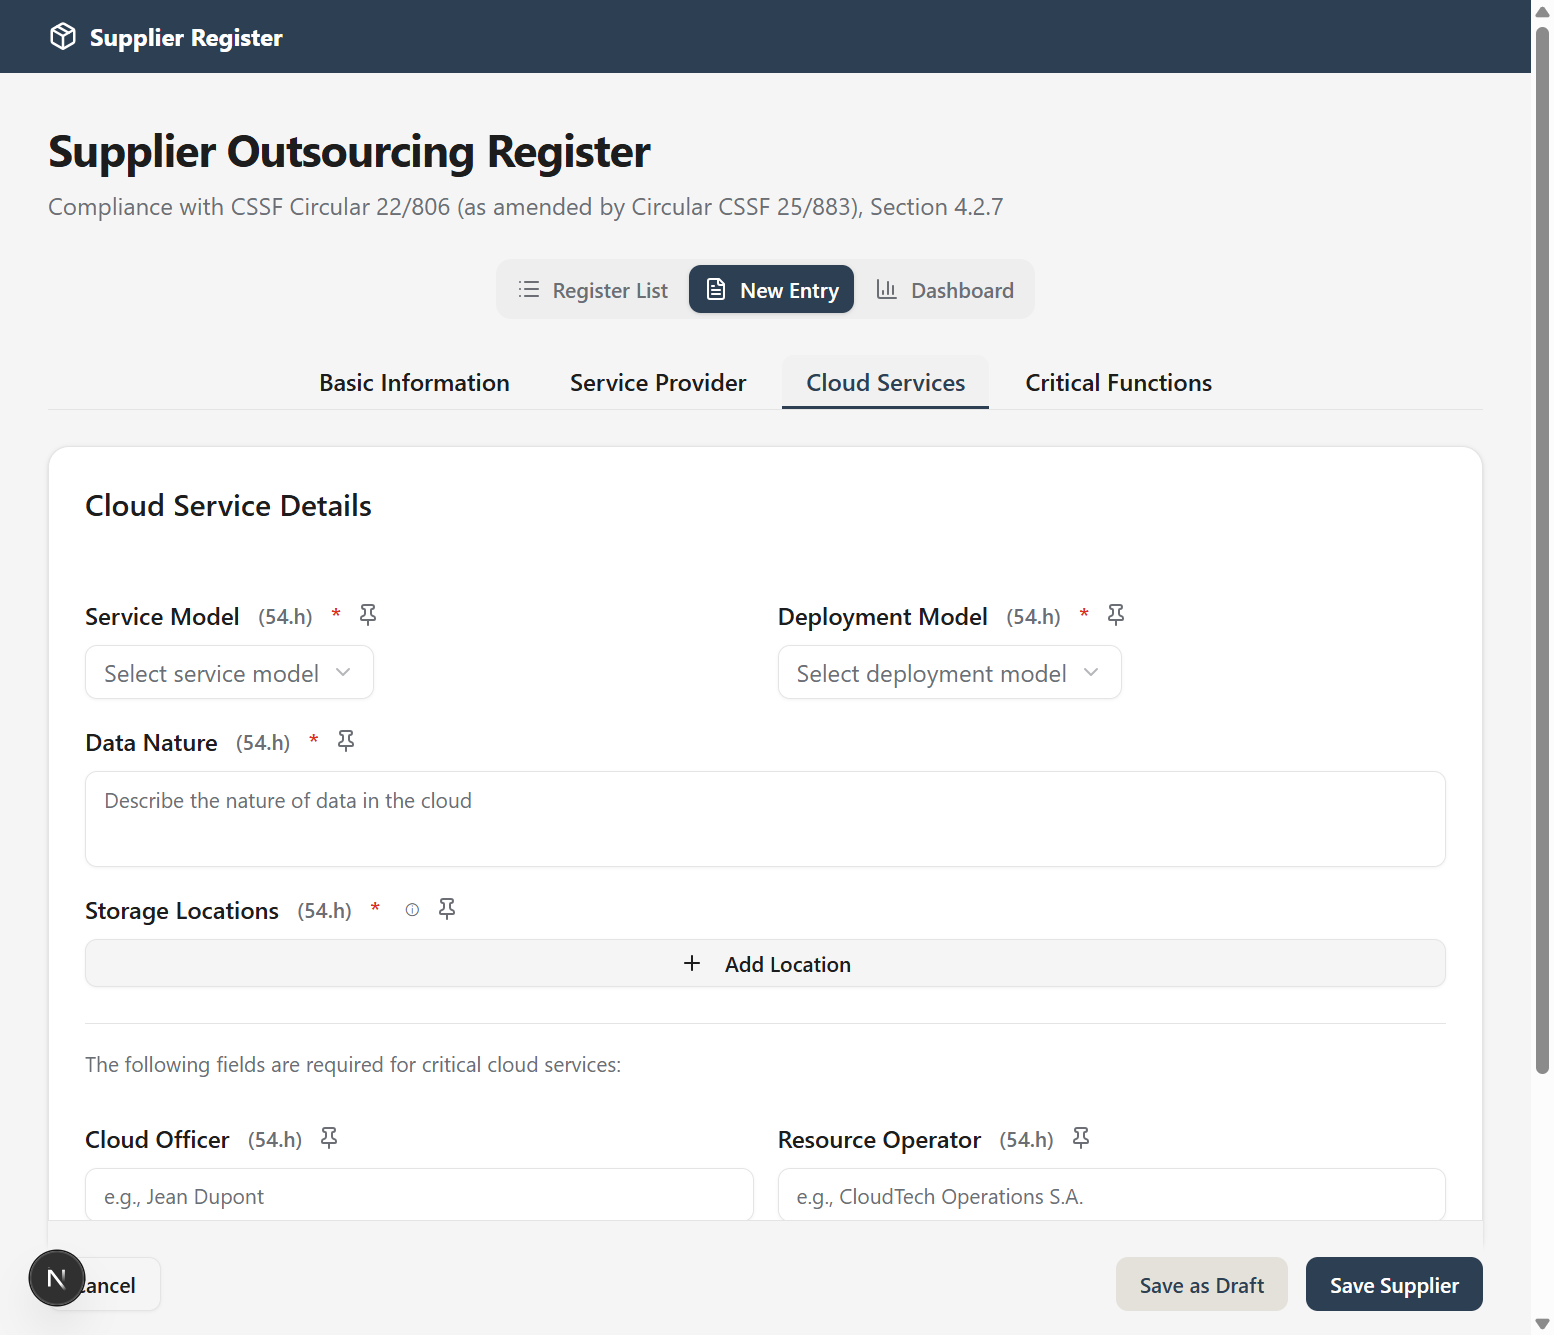 Supplier Register
Supplier Outsourcing Register
Compliance with CSSF Circular 22/806 (as amended by Circular CSSF 25/883), Section 4.2.7
Register List
New Entry
Dashboard
Basic Information
Service Provider
Cloud Services
Critical Functions
Cloud Service Details
Service Model (54.h) *
Deployment Model (54.h) *
Select service model
Select deployment model
Data Nature (54.h) *
Describe the nature of data in the cloud
Storage Locations (54.h) *
+ Add Location
The following fields are required for critical cloud services:
Cloud Officer (54.h)
Resource Operator (54.h)
e.g., Jean Dupont
e.g., CloudTech Operations S.A.
N
ancel
Save as Draft
Save Supplier